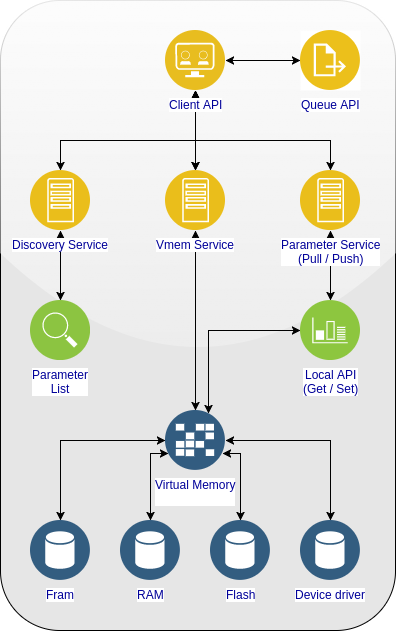 Client API
Queue API
Discovery Service
Vmem Service
Parameter Service
(Pull / Push)
Parameter
List
Local API
(Get / Set)
Virtual Memory
Fram
RAM
Flash
Device driver